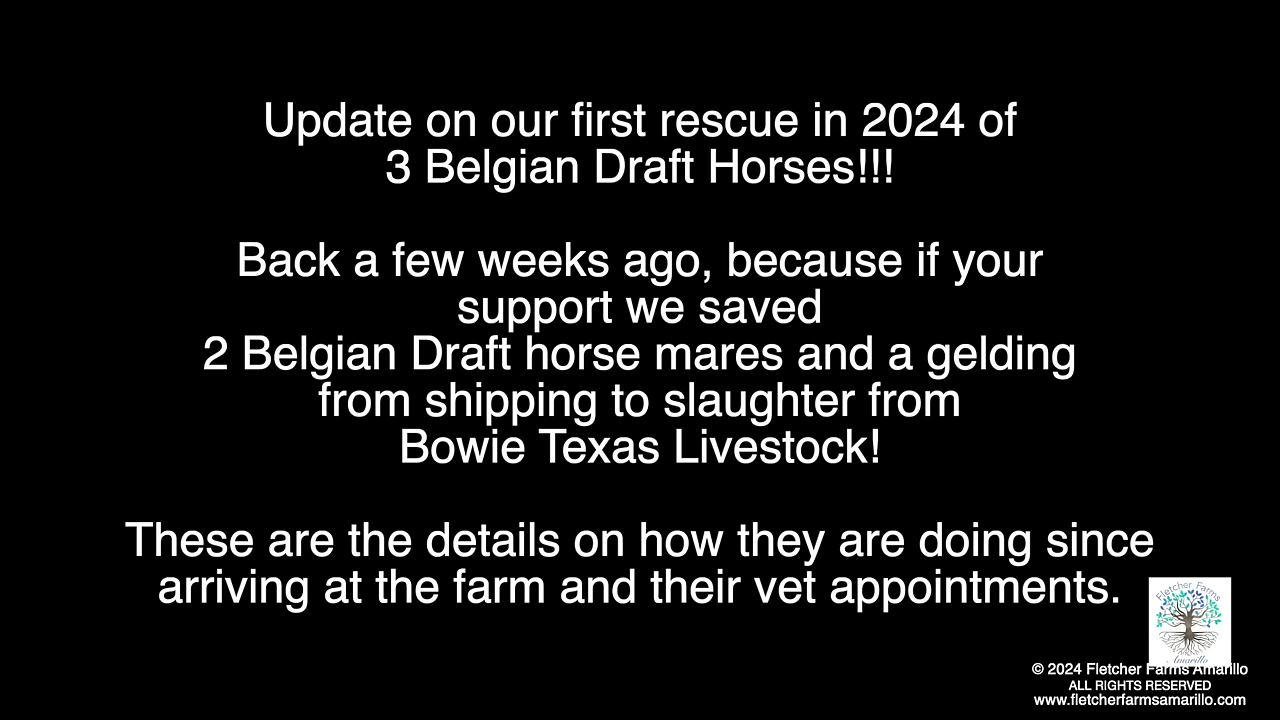 Update on our first rescue in 2024 of
3 Belgian Draft Horses!!!
Back a few weeks ago, because if your
support we saved
2 Belgian Draft horse mares and a gelding
from shipping to slaughter from
Bowie Texas Livestock!
These are the details on how they are doing since
arriving at the farm and their vet appointments.
Fletcher Farms
Amarillo
© 2024 Fletcher Farms Amarillo
ALL RIGHTS RESERVED
www.fletcherfarmsamarillo.com